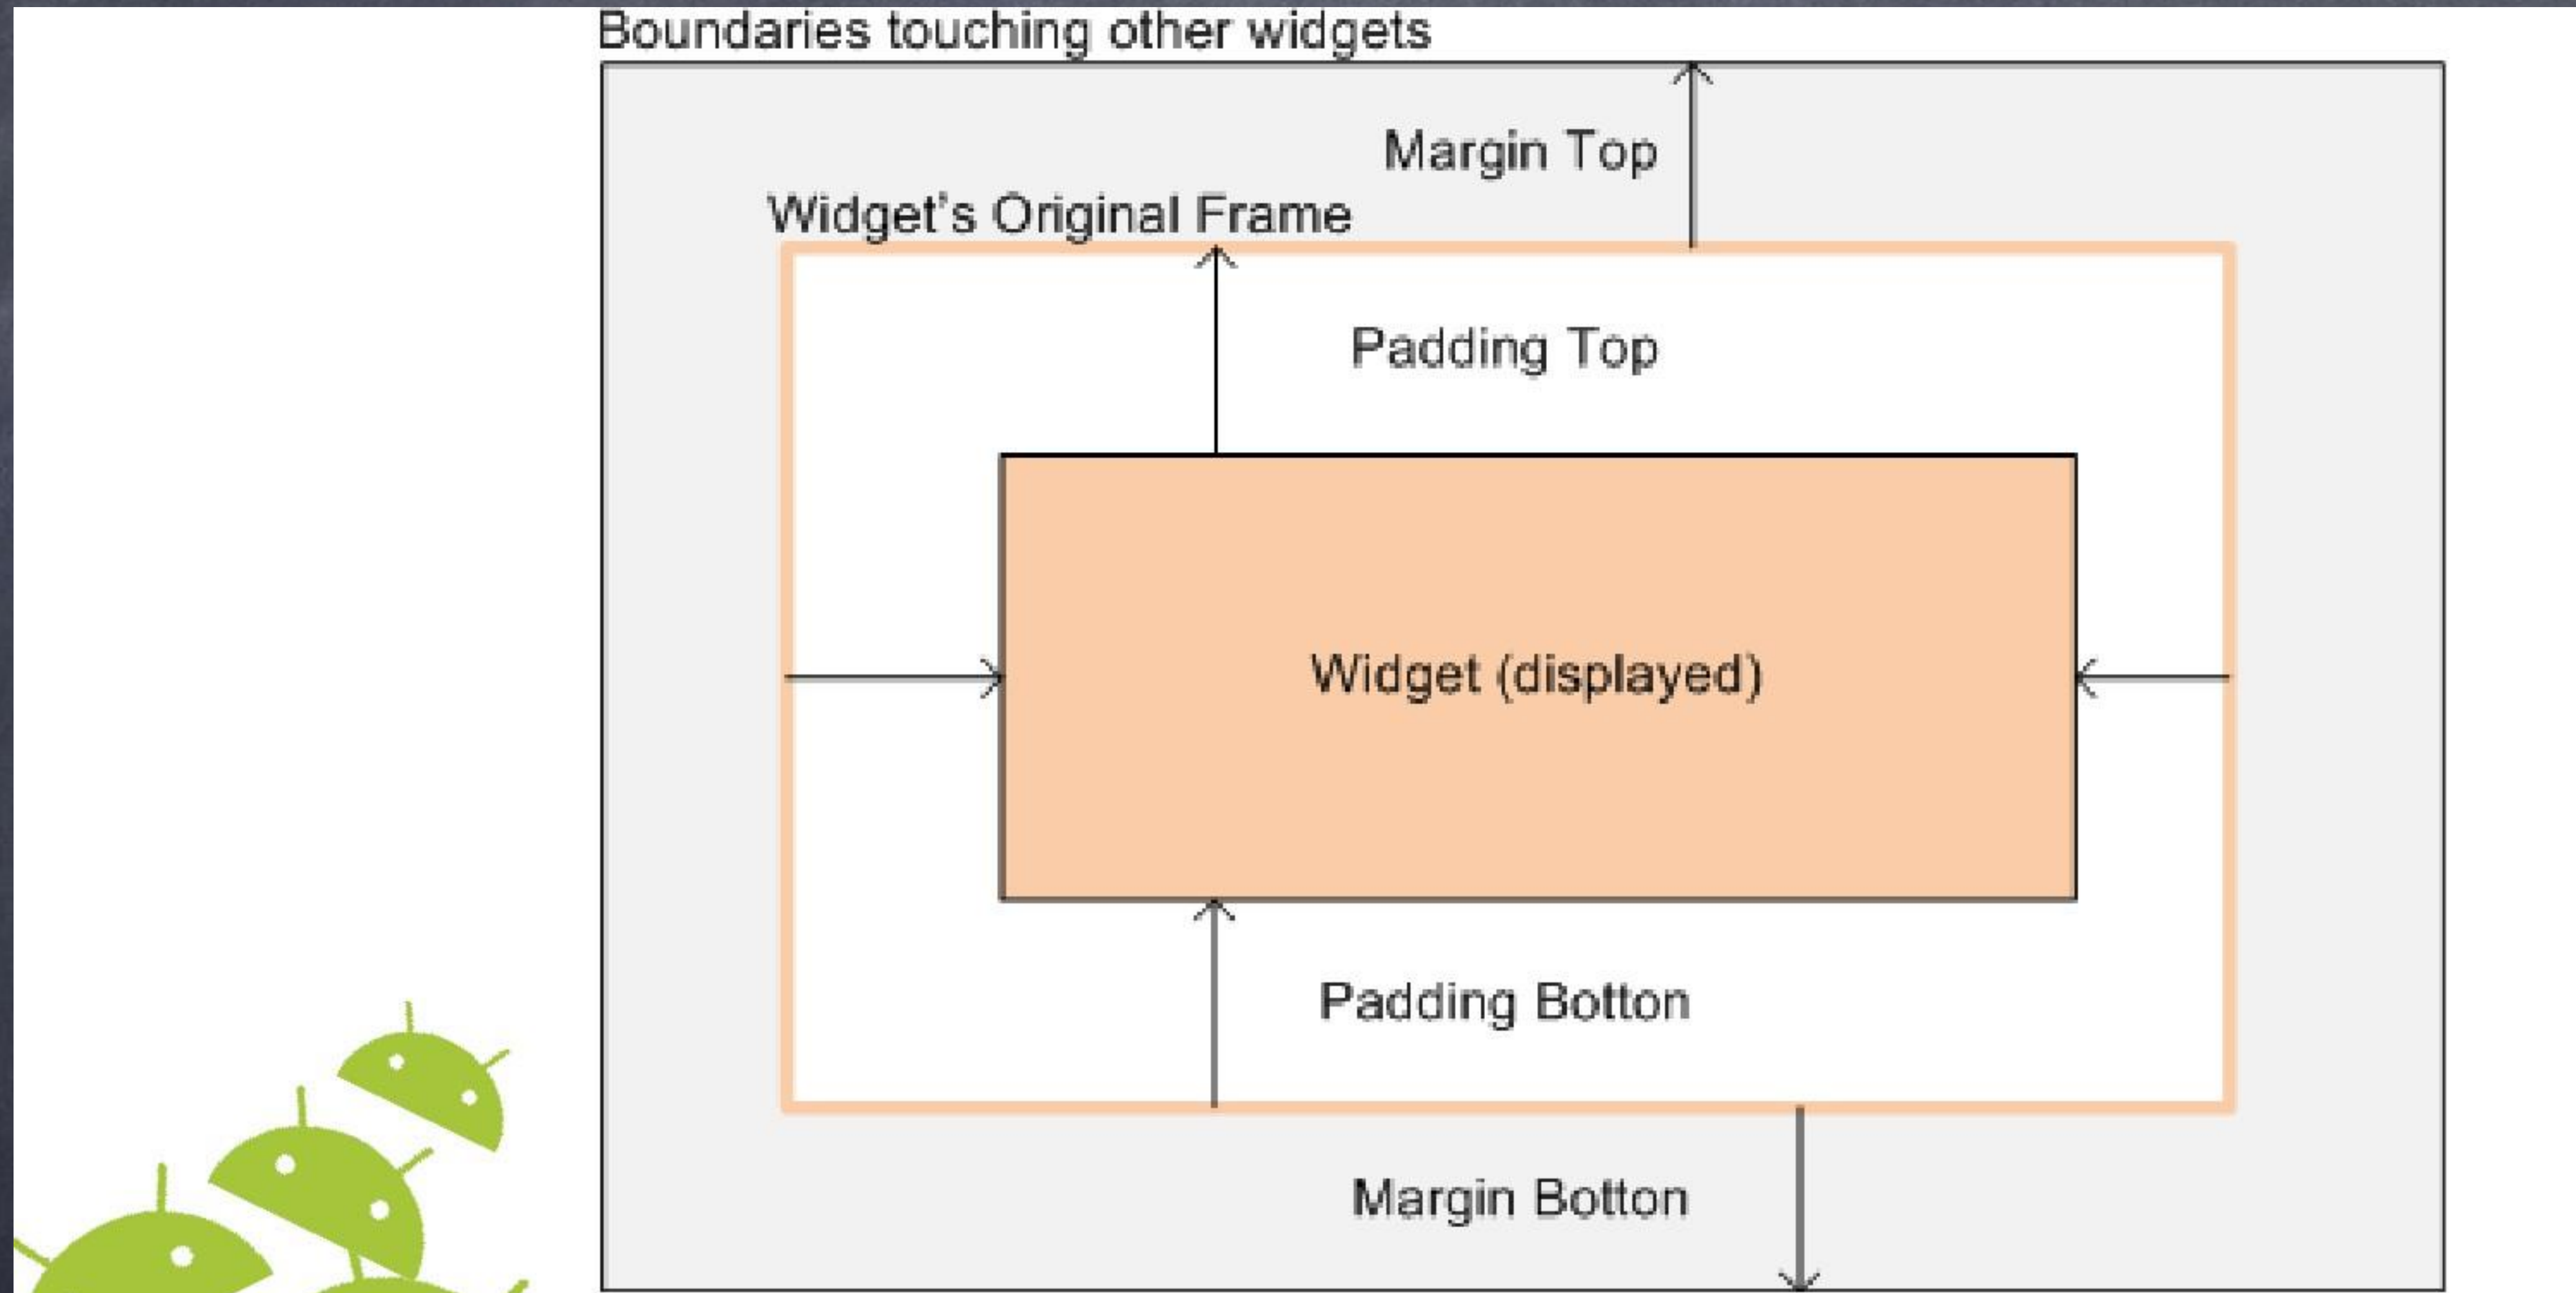 Boundaries touching other widgets
Margin Top
Widget's Original Frame
Padding Top
Widget (displayed)
Padding Botton
Margin Botton